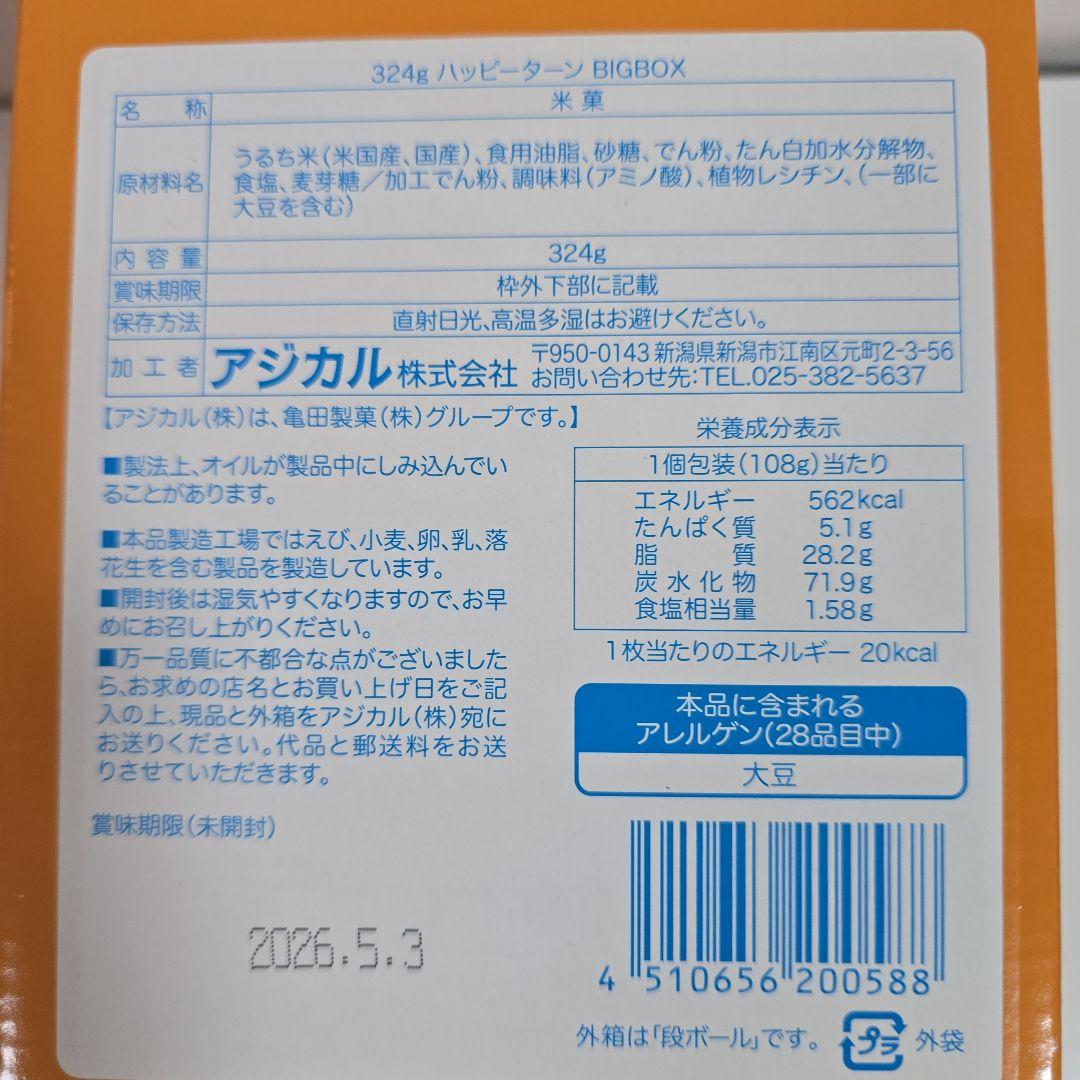 324g ハッピーターン BIGBOX
名称 米菓
原材料名 うるち米(米国産、国産)、食用油脂、砂糖、でん粉、たん白加水分解物、
食塩、麦芽糖/加工でん粉、調味料(アミノ酸)、植物レシチン、(一部に
大豆を含む)
内容量 324g
賞味期限 枠外下部に記載
保存方法 直射日光、高温多湿はお避けください。
加工者 アジカル株式会社 〒950-0143 新潟県新潟市江南区元町2-3-56
お問い合わせ先:TEL.025-382-5637
【アジカル(株)は、亀田製菓(株)グループです。】
■製法上、オイルが製品中にしみ込んでい
ることがあります。
■本品製造工場ではえび、小麦、卵、乳、落
花生を含む製品を製造しています。
■開封後は湿気やすくなりますので、お早
めにお召し上がりください。
■万一品質に不都合な点がございました
ら、お求めの店名とお買い上げ日をご記
入の上、現品と外箱をアジカル(株)宛に
お送りください。代品と郵送料をお送
りさせていただきます。
賞味期限(未開封)
2026.5.3
栄養成分表示
1個包装(108g)当たり
エネルギー 562kcal
たんぱく質 5.1g
脂質 28.2g
炭水化物 71.9g
食塩相当量 1.58g
1枚当たりのエネルギー 20kcal
本品に含まれる
アレルゲン(28品目中)
大豆
4 510656 200588
外箱は「段ボール」です。 プラ 外袋